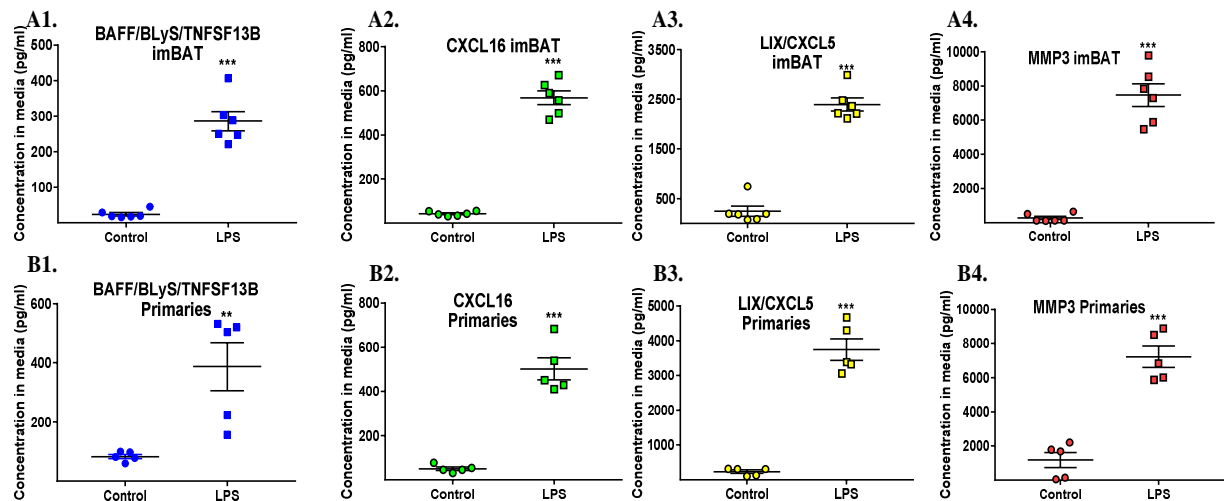 A1.
BAFF/BLyS/TNFSF13B
imBAT
Concentration in media (pg/ml)
600
400
300
200
100
***
Control
LPS
A2.
CXCL16 imBAT
Concentration in media (pg/ml)
800
600
400
200
***
Control
LPS
A3.
LIX/CXCL5
imBAT
Concentration in media (pg/ml)
3500
2500
1500
500
***
Control
LPS
A4.
MMP3 imBAT
Concentration in media (pg/ml)
10000
8000
6000
4000
2000
0
***
Control
LPS
B1.
BAFF/BLyS/TNFSF13B
Primaries
Concentration in media (pg/ml)
600
400
200
**
Control
LPS
B2.
CXCL16
Primaries
Concentration in media (pg/ml)
800
600
400
200
***
Control
LPS
B3.
LIX/CXCL5
Primaries
Concentration in media (pg/ml)
5000
4000
3000
2000
1000
***
Control
LPS
B4.
MMP3 Primaries
Concentration in media (pg/ml)
10000
8000
6000
4000
2000
0
***
Control
LPS